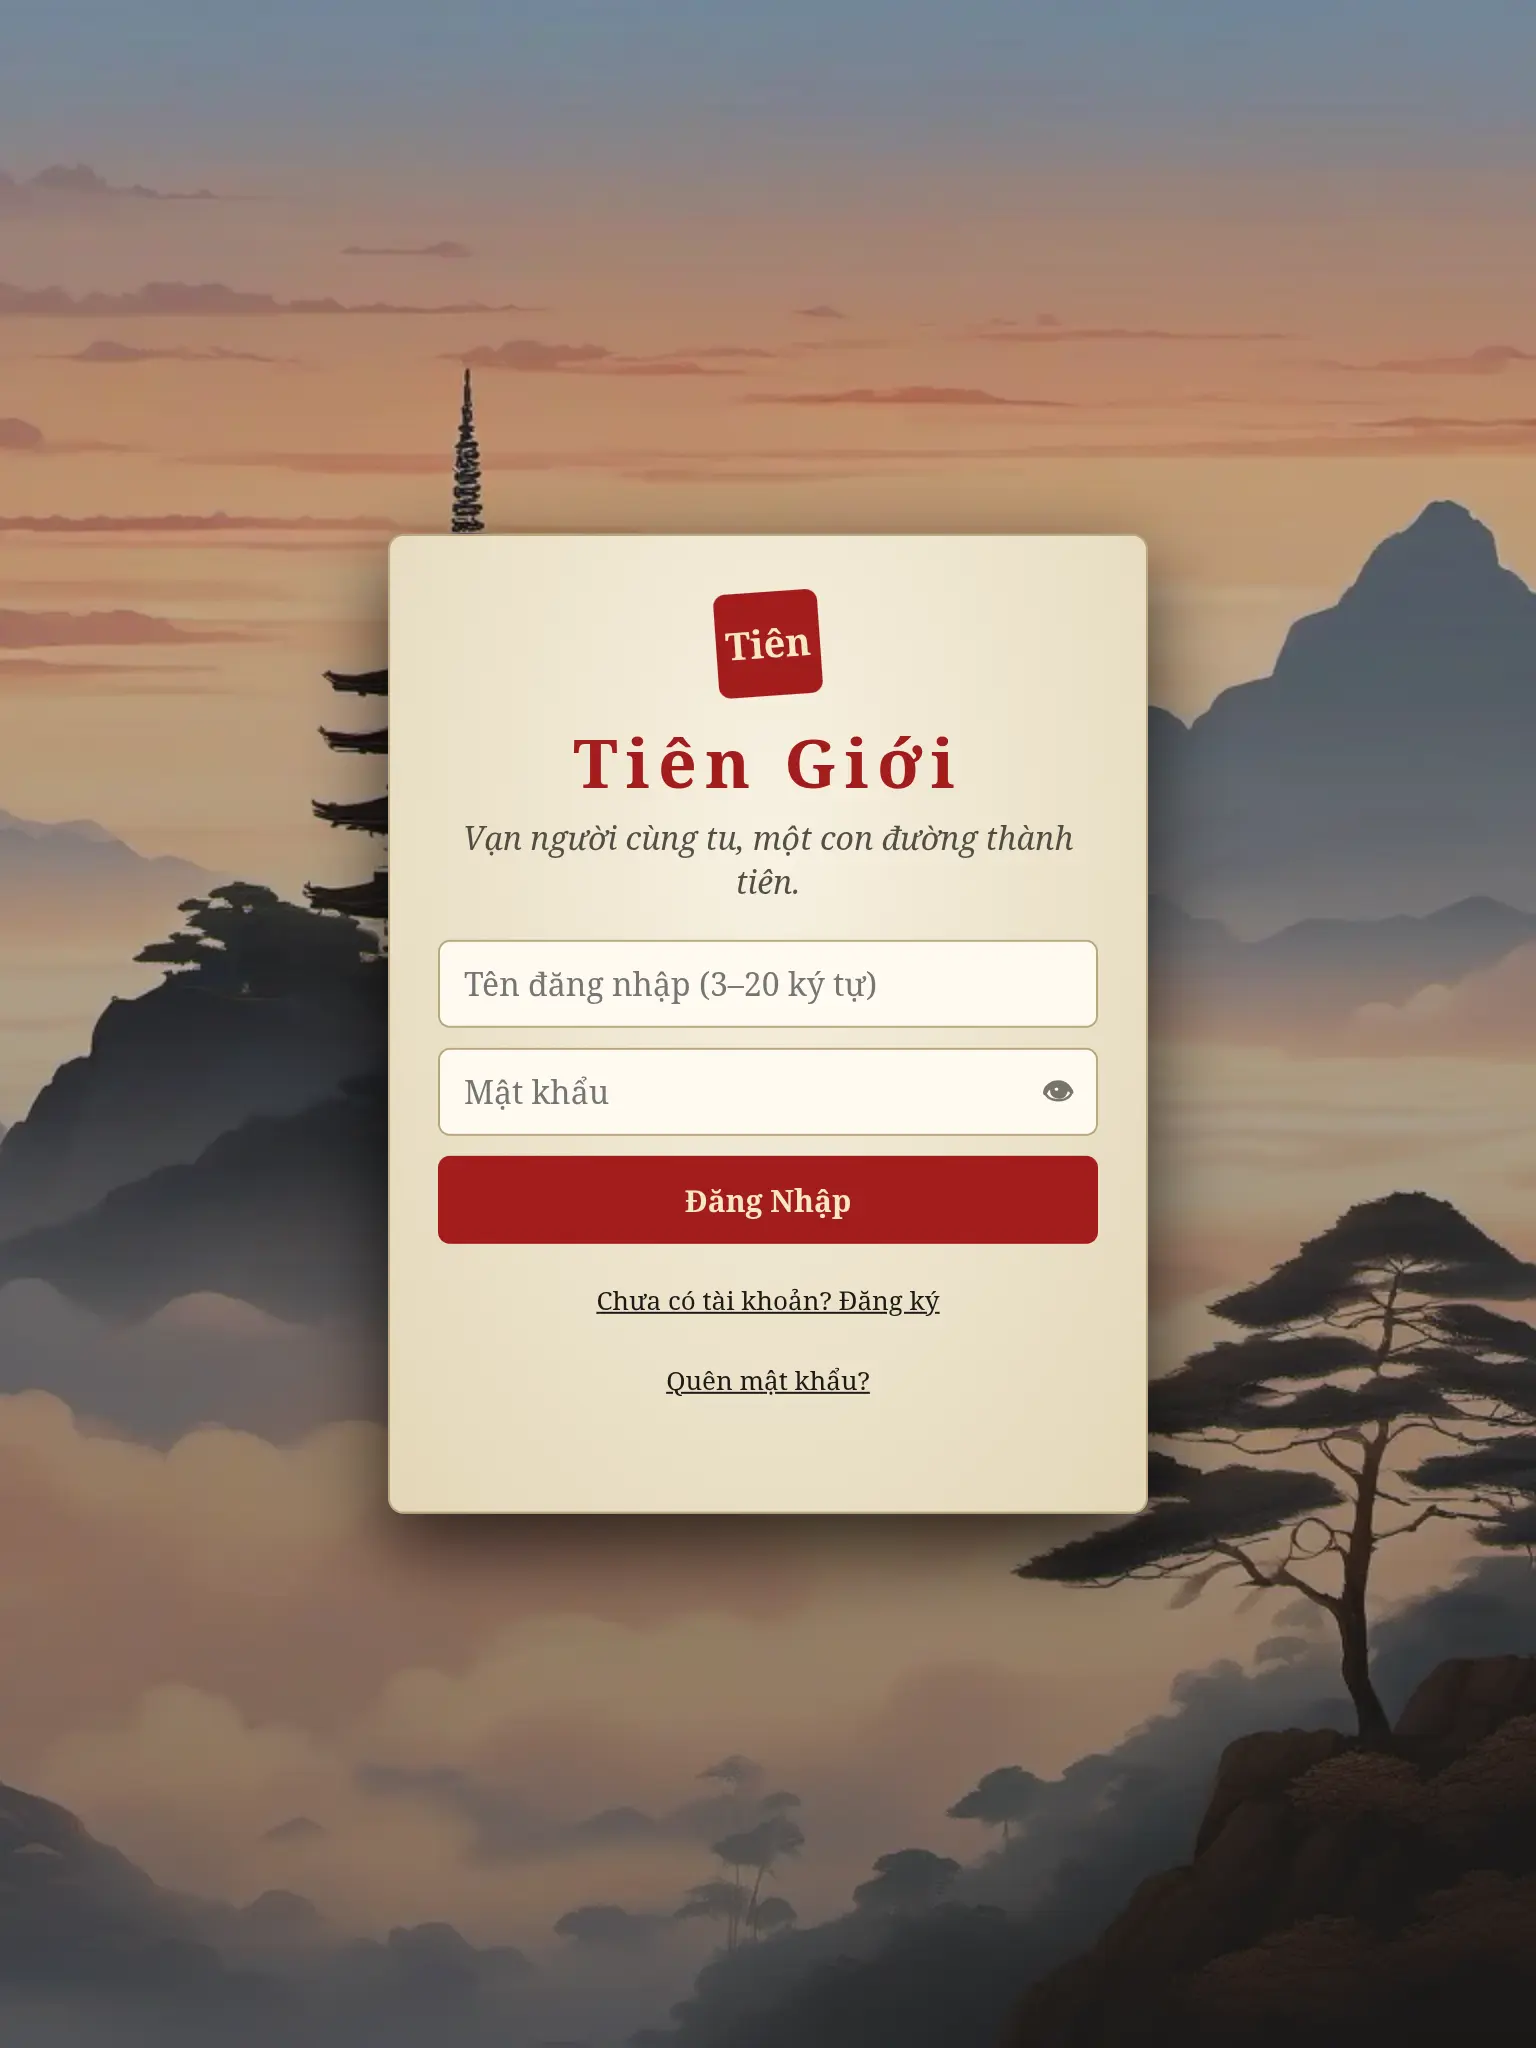 Tiên
Tiên Giới
Vạn người cùng tu, một con đường thành
tiên.
Tên đăng nhập (3–20 ký tự)
Mật khẩu
Đăng Nhập
Chưa có tài khoản? Đăng ký
Quên mật khẩu?